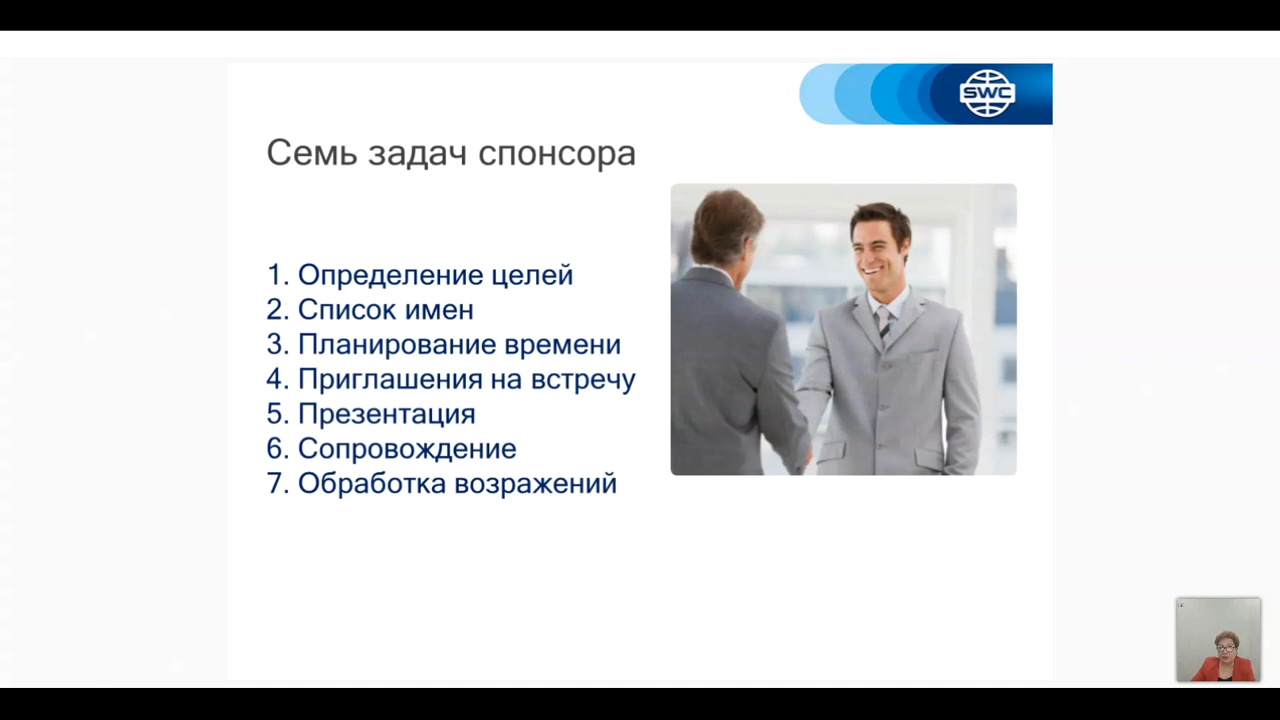 SWC
Семь задач спонсора
1. Определение целей
2. Список имен
3. Планирование времени
4. Приглашения на встречу
5. Презентация
6. Сопровождение
7. Обработка возражений